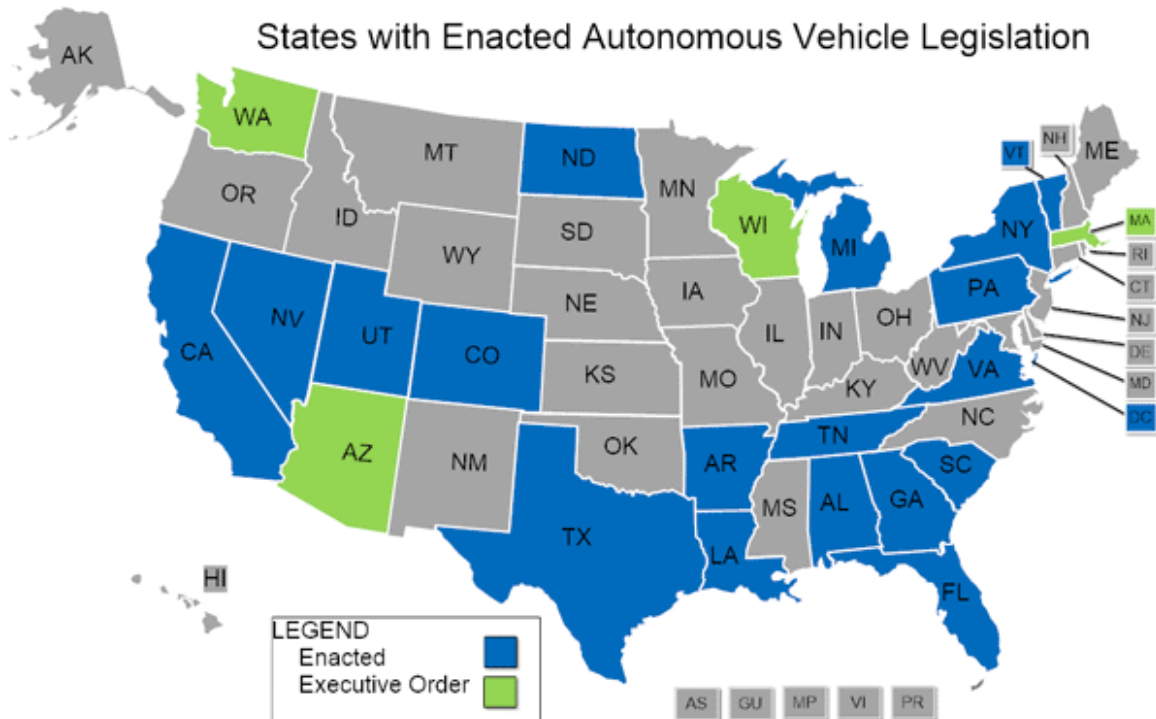 States with Enacted Autonomous Vehicle Legislation
AK
WA
MT
ND
MN
VT
NH
ME
OR
ID
SD
WI
MI
NY
MA
WY
RI
NE
IA
PA
CT
NV
UT
CO
IL
IN
OH
NJ
CA
KS
MO
WV
VA
DE
KY
MD
AZ
NM
OK
AR
TN
NC
DC
SC
MS
AL
GA
TX
LA
HI
FL
LEGEND
Enacted
Executive Order
AS
GU
MP
VI
PR